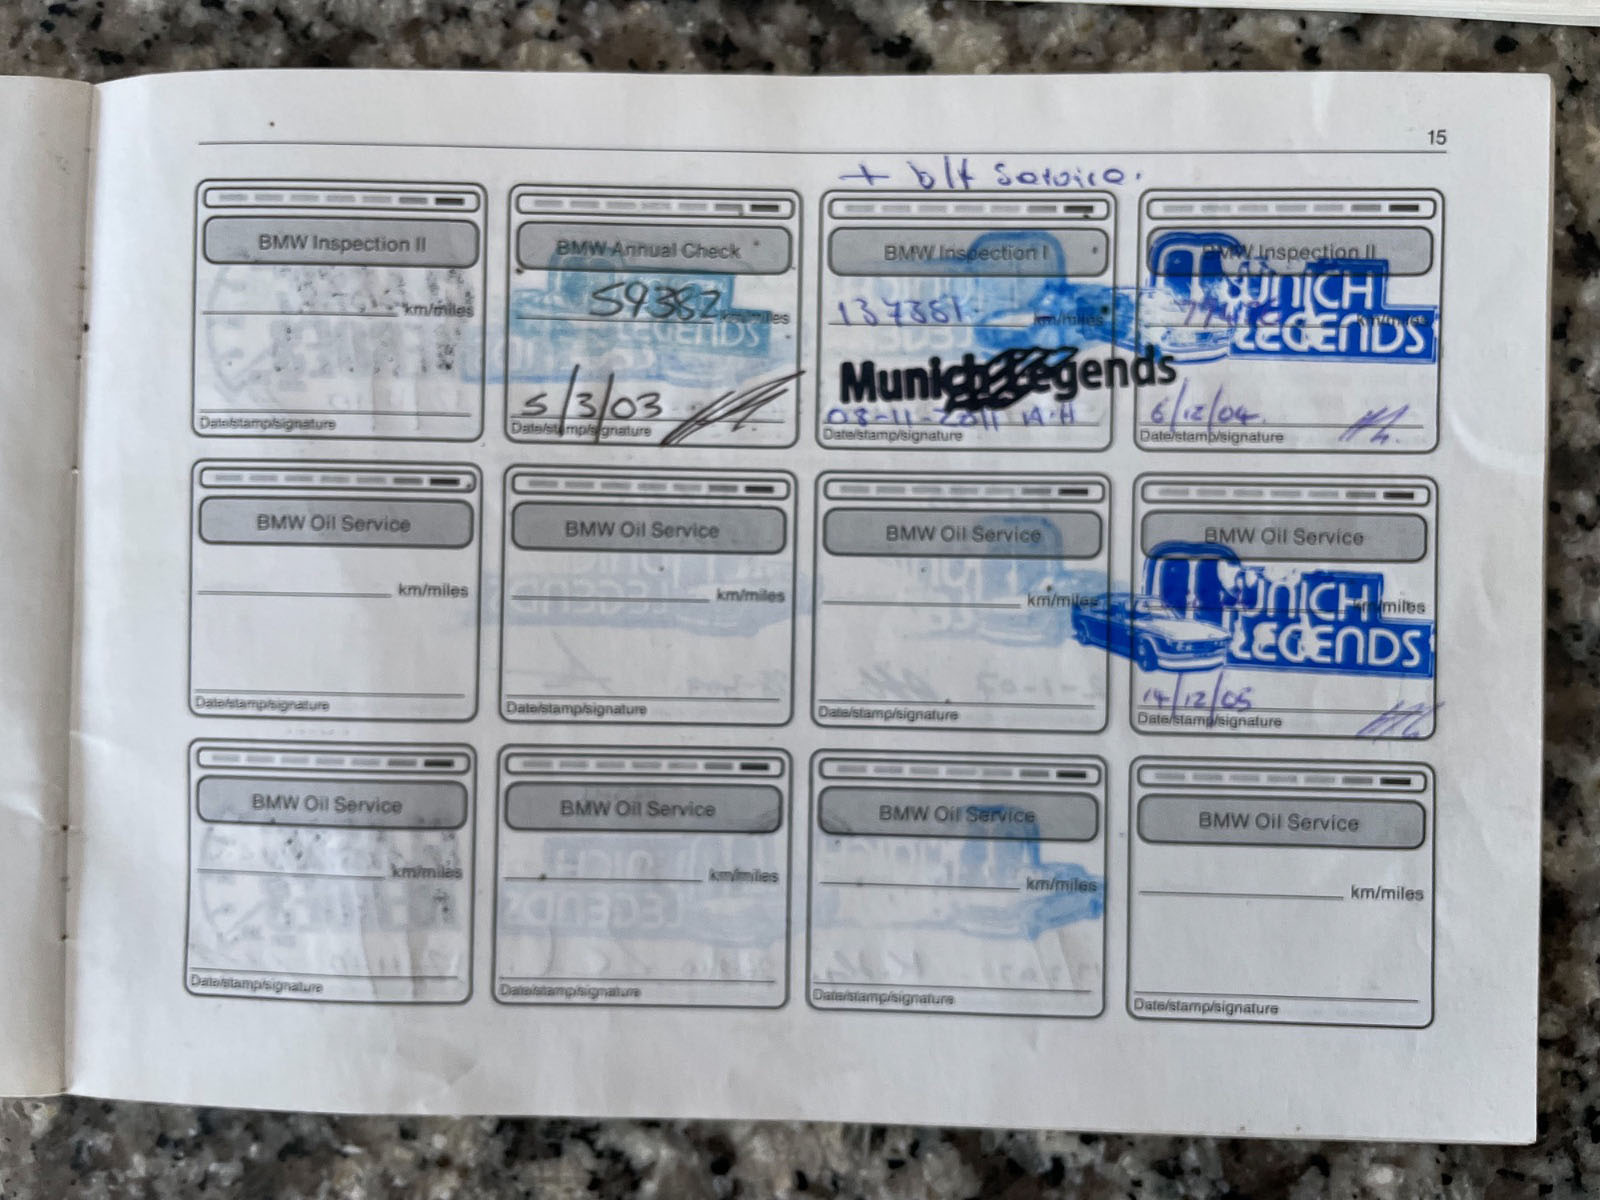 15
+ b/f Service.
BMW Inspection II
km/miles
Date/stamp/signature
BMW Annual Check
59382 km/miles
5/3/03
Date/stamp/signature
BMW Inspection I
137381 km/miles
Munich Legends
08-11-2011 A.H
Date/stamp/signature
BMW Inspection II
MUNICH
km/miles
LEGENDS
6/12/04
Date/stamp/signature
BMW Oil Service
km/miles
Date/stamp/signature
BMW Oil Service
km/miles
Date/stamp/signature
BMW Oil Service
km/miles
Date/stamp/signature
BMW Oil Service
MUNICH
km/miles
LEGENDS
14/12/05
Date/stamp/signature
BMW Oil Service
km/miles
Date/stamp/signature
BMW Oil Service
km/miles
Date/stamp/signature
BMW Oil Service
km/miles
Date/stamp/signature
BMW Oil Service
km/miles
Date/stamp/signature